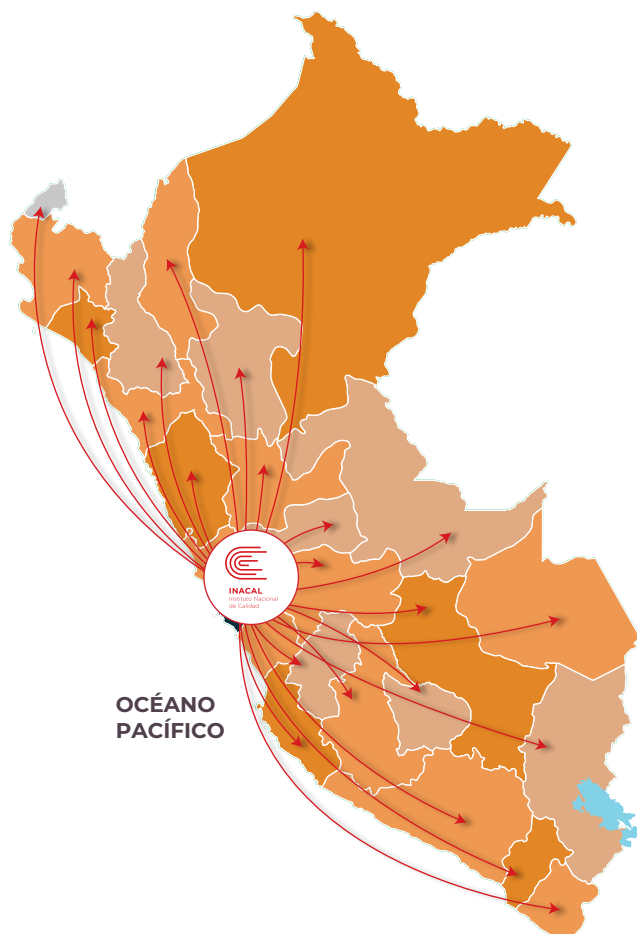 INACAL
Instituto Nacional
de Calidad
OCÉANO
PACÍFICO